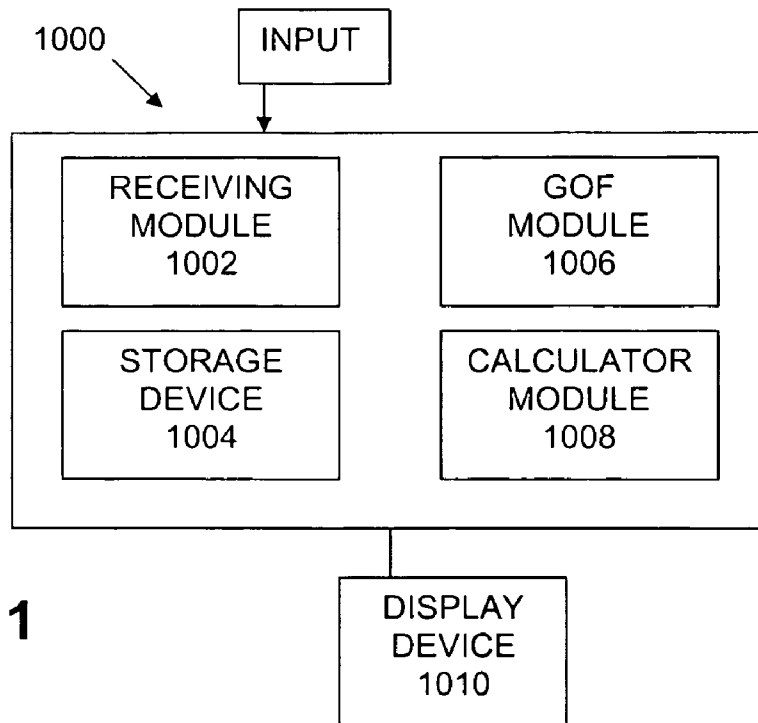 1000
INPUT
RECEIVING
MODULE
1002
GOF
MODULE
1006
STORAGE
DEVICE
1004
CALCULATOR
MODULE
1008
1
DISPLAY
DEVICE
1010